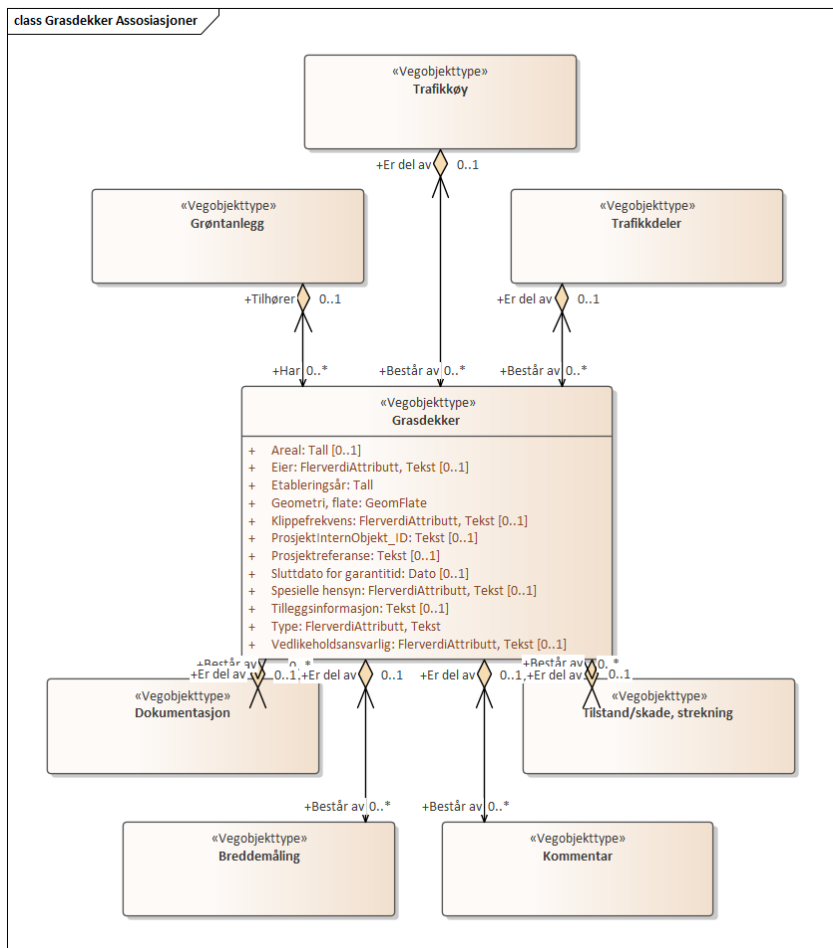 class Grasdekker Assosiasjoner
«Vegobjekttype»
Trafikkøy
+Er del av 0..1
«Vegobjekttype»
Grøntanlegg
«Vegobjekttype»
Trafikkdeler
+Tilhører 0..1
+Er del av 0..1
+Har 0..*
+Består av 0..*
+Består av 0..*
«Vegobjekttype»
Grasdekker
+ Areal: Tall [0..1]
+ Eier: FlerverdiAttributt, Tekst [0..1]
+ Etableringsår: Tall
+ Geometri, flate: GeomFlate
+ Klippefrekvens: FlerverdiAttributt, Tekst [0..1]
+ ProsjektInternObjekt_ID: Tekst [0..1]
+ Prosjektreferanse: Tekst [0..1]
+ Sluttdato for garantitid: Dato [0..1]
+ Spesielle hensyn: FlerverdiAttributt, Tekst [0..1]
+ Tilleggsinformasjon: Tekst [0..1]
+ Type: FlerverdiAttributt, Tekst
+ Vedlikeholdsansvarlig: FlerverdiAttributt, Tekst [0..1]
+Består av 0..*
+Består av 0..*
+Er del av 0..1
+Er del av 0..1
+Er del av 0..1
+Er del av 0..1
«Vegobjekttype»
Dokumentasjon
«Vegobjekttype»
Tilstand/skade, strekning
+Består av 0..*
+Består av 0..*
«Vegobjekttype»
Breddemåling
«Vegobjekttype»
Kommentar